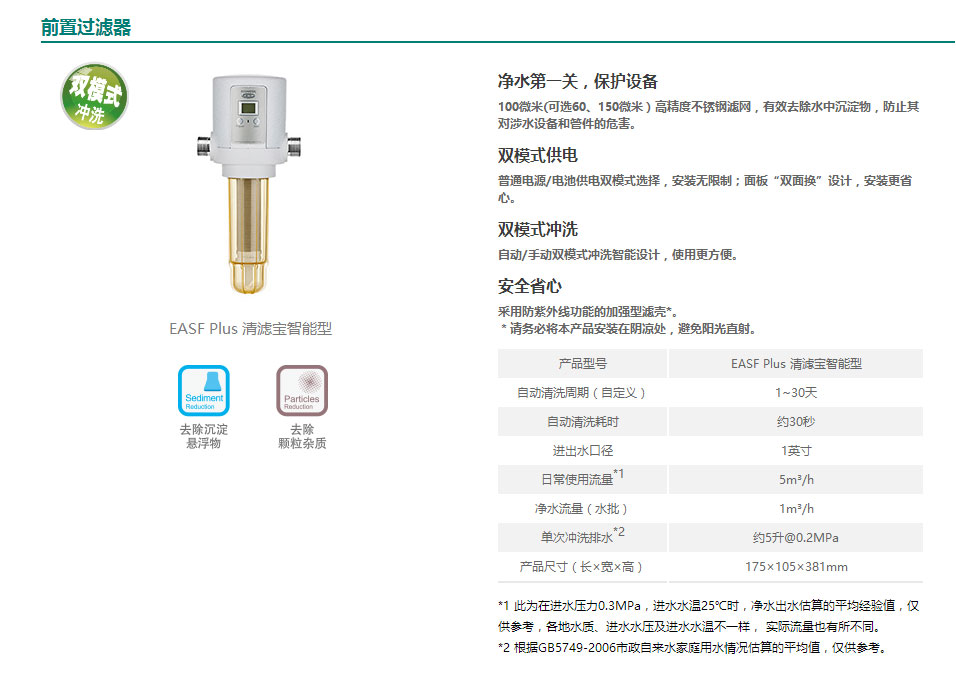 前置过滤器
双模式
冲洗
EASF Plus 清滤宝智能型
Sediment
Reduction
Particles
Reduction
去除沉淀
悬浮物
去除
颗粒杂质
净水第一关，保护设备
100微米(可选60、150微米）高精度不锈钢滤网，有效去除水中沉淀物，防止其
对涉水设备和管件的危害。
双模式供电
普通电源/电池供电双模式选择，安装无限制；面板“双面换”设计，安装更省
心。
双模式冲洗
自动/手动双模式冲洗智能设计，使用更方便。
安全省心
采用防紫外线功能的加强型滤壳*。
* 请务必将本产品安装在阴凉处，避免阳光直射。
产品型号 EASF Plus 清滤宝智能型
自动清洗周期（自定义） 1~30天
自动清洗耗时 约30秒
进出水口径 1英寸
日常使用流量*1 5m³/h
净水流量（水批） 1m³/h
单次冲洗排水*2 约5升@0.2MPa
产品尺寸（长×宽×高） 175×105×381mm
*1 此为在进水压力0.3MPa，进水水温25℃时，净水出水估算的平均经验值，仅
供参考，各地水质、进水水压及进水水温不一样， 实际流量也有所不同。
*2 根据GB5749-2006市政自来水家庭用水情况估算的平均值，仅供参考。